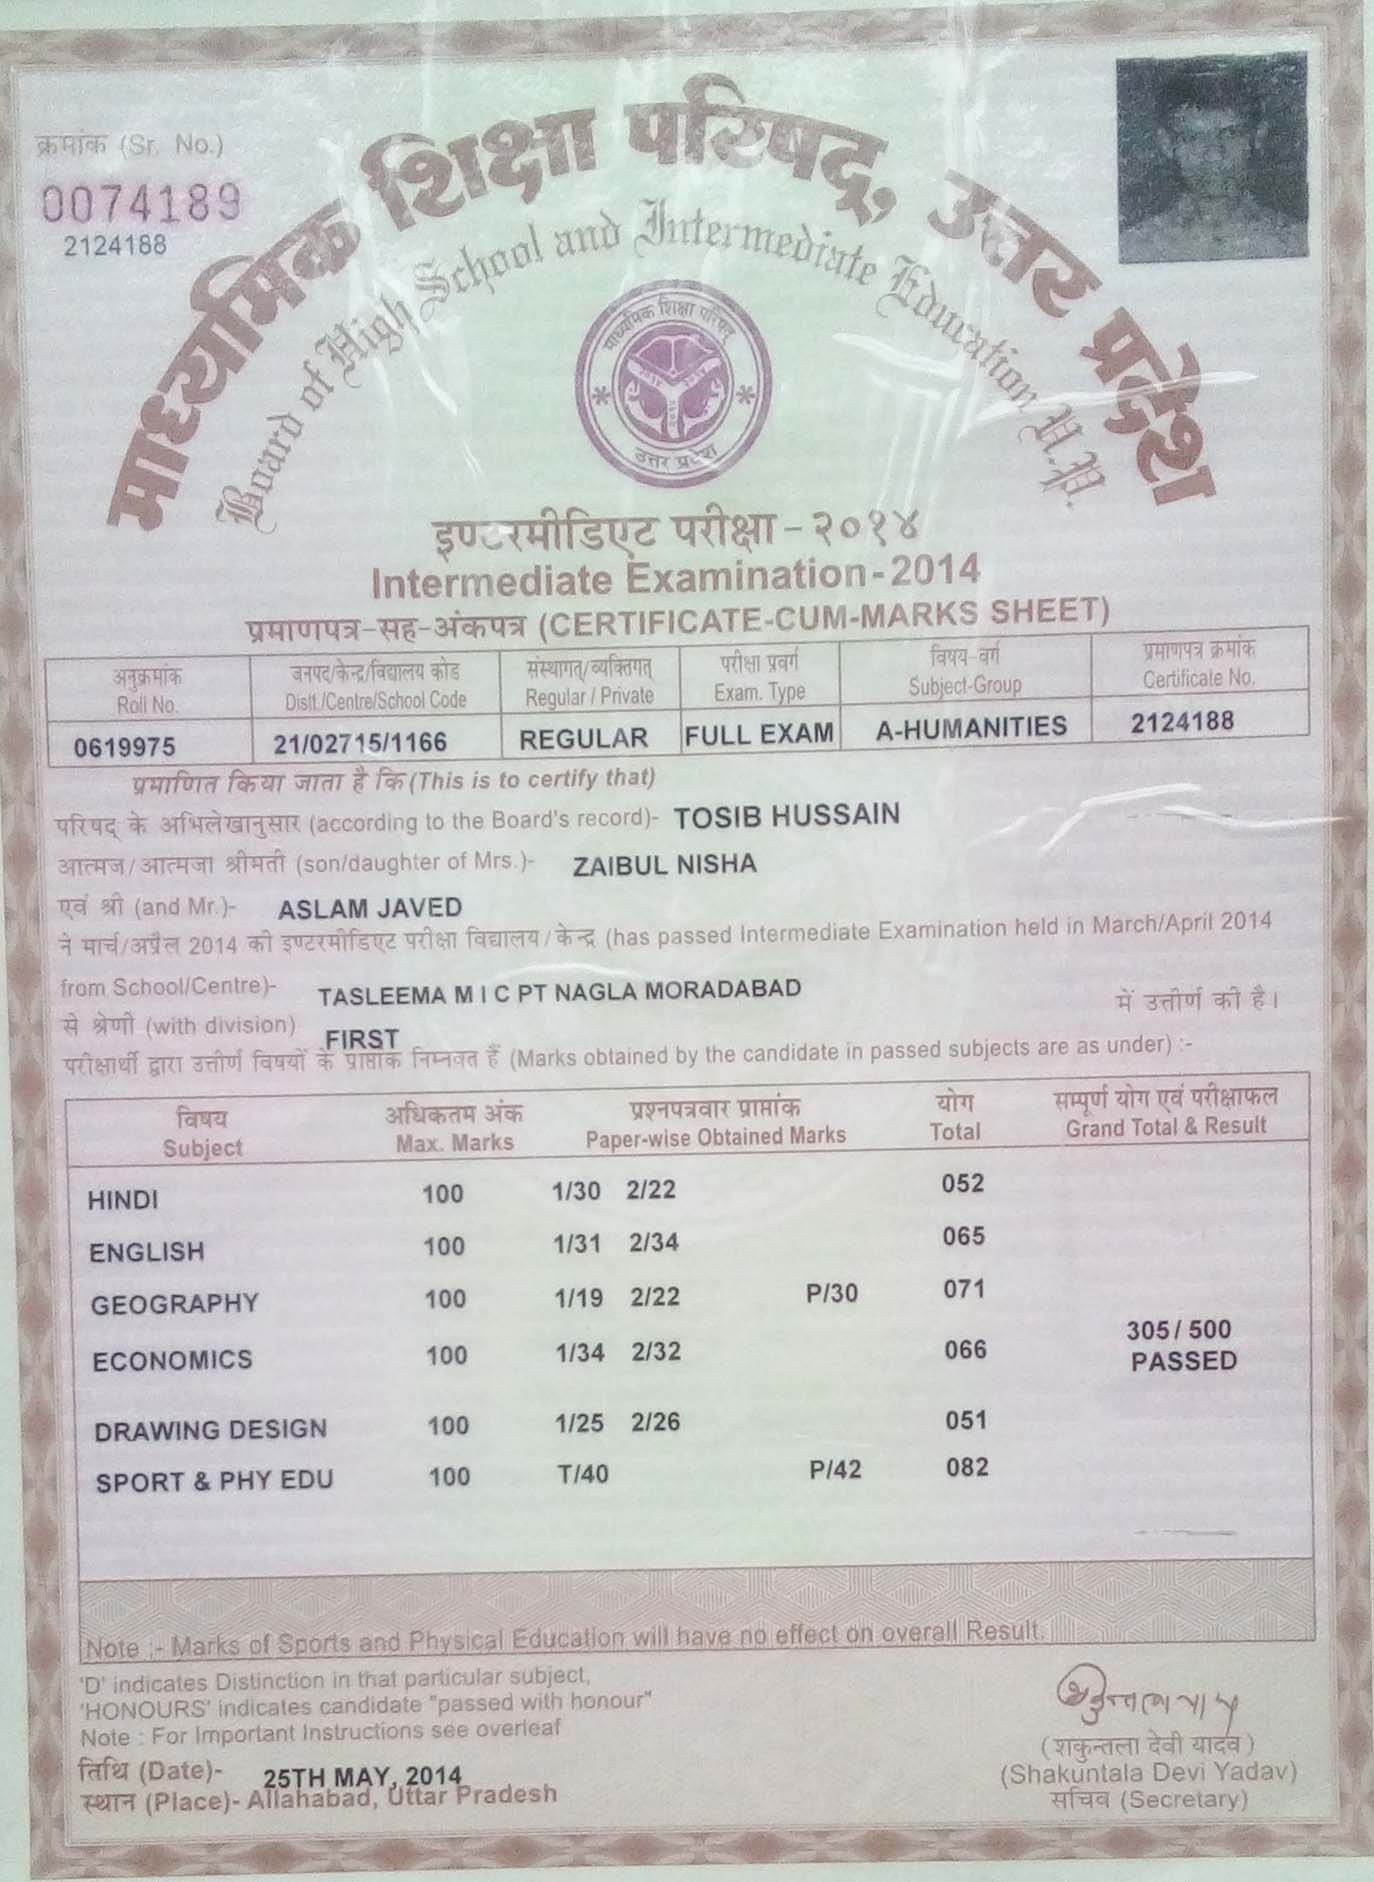 क्रमांक (Sr. No.)
0074189
2124188
माध्यमिक शिक्षा परिषद्, उत्तर प्रदेश
Board of High School and Intermediate Education U.P.
माध्यमिक शिक्षा परिषद्
उत्तर प्रदेश
इण्टरमीडिएट परीक्षा - २०१४
Intermediate Examination - 2014
प्रमाणपत्र-सह-अंकपत्र (CERTIFICATE-CUM-MARKS SHEET)
अनुक्रमांक जनपद/केन्द्र/विद्यालय कोड संस्थागत/व्यक्तिगत परीक्षा प्रवर्ग विषय-वर्ग प्रमाणपत्र क्रमांक
Roll No. Distt./Centre/School Code Regular / Private Exam. Type Subject-Group Certificate No.
0619975 21/02715/1166 REGULAR FULL EXAM A-HUMANITIES 2124188
प्रमाणित किया जाता है कि (This is to certify that)
परिषद् के अभिलेखानुसार (according to the Board's record)- TOSIB HUSSAIN
आत्मज/आत्मजा श्रीमती (son/daughter of Mrs.)- ZAIBUL NISHA
एवं श्री (and Mr.)- ASLAM JAVED
ने मार्च/अप्रैल 2014 की इण्टरमीडिएट परीक्षा विद्यालय/केन्द्र (has passed Intermediate Examination held in March/April 2014
from School/Centre)- TASLEEMA M I C PT NAGLA MORADABAD में उत्तीर्ण की है।
से श्रेणी (with division) FIRST
परीक्षार्थी द्वारा उत्तीर्ण विषयों के प्राप्तांक निम्नवत हैं (Marks obtained by the candidate in passed subjects are as under) :-
विषय अधिकतम अंक प्रश्नपत्रवार प्राप्तांक योग सम्पूर्ण योग एवं परीक्षाफल
Subject Max. Marks Paper-wise Obtained Marks Total Grand Total & Result
HINDI 100 1/30 2/22 052
ENGLISH 100 1/31 2/34 065
GEOGRAPHY 100 1/19 2/22 P/30 071
305/ 500
ECONOMICS 100 1/34 2/32 066 PASSED
DRAWING DESIGN 100 1/25 2/26 051
SPORT & PHY EDU 100 T/40 P/42 082
Note :- Marks of Sports and Physical Education will have no effect on overall Result.
'D' indicates Distinction in that particular subject,
'HONOURS' indicates candidate "passed with honour"
Note : For Important Instructions see overleaf
तिथि (Date)- 25TH MAY, 2014
स्थान (Place)- Allahabad, Uttar Pradesh
(शकुन्तला देवी यादव)
(Shakuntala Devi Yadav)
सचिव (Secretary)